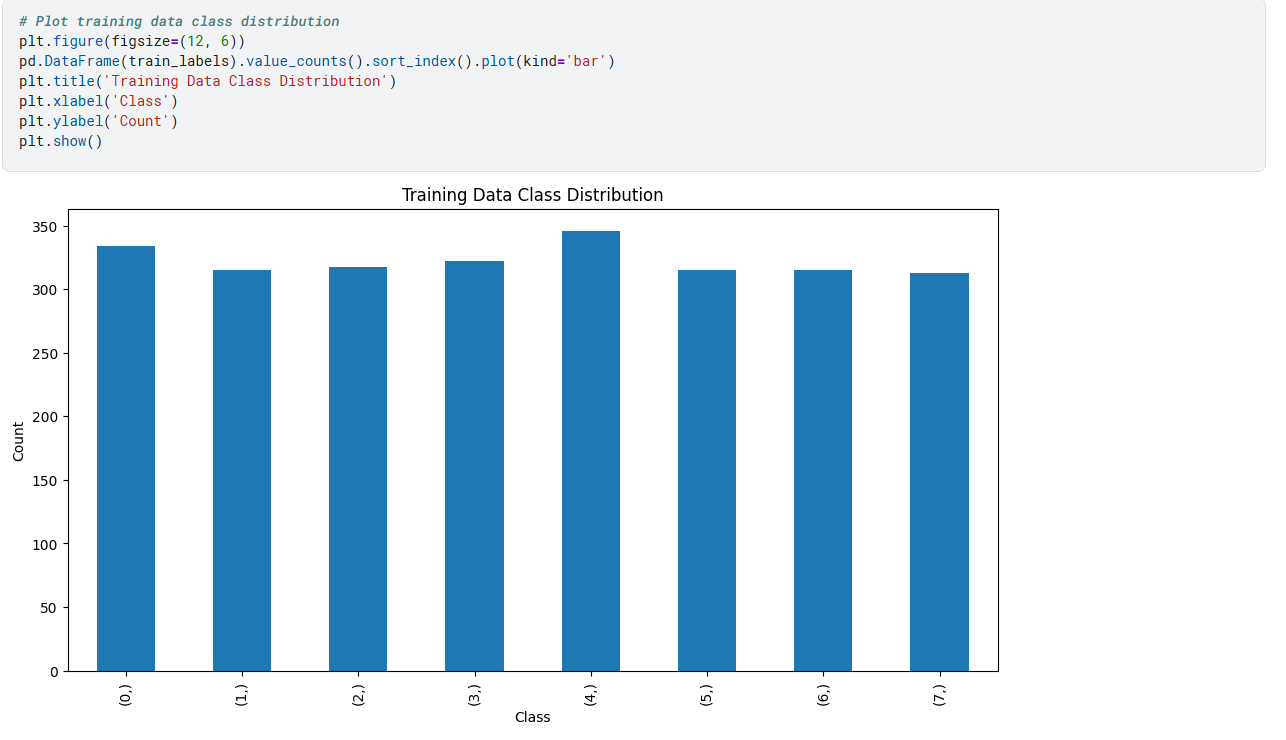 # Plot training data class distribution
plt.figure(figsize=(12, 6))
pd.DataFrame(train_labels).value_counts().sort_index().plot(kind='bar')
plt.title('Training Data Class Distribution')
plt.xlabel('Class')
plt.ylabel('Count')
plt.show()
Training Data Class Distribution
350
300
250
200
150
100
50
0
Count
(0,)
(1,)
(2,)
(3,)
(4,)
(5,)
(6,)
(7,)
Class